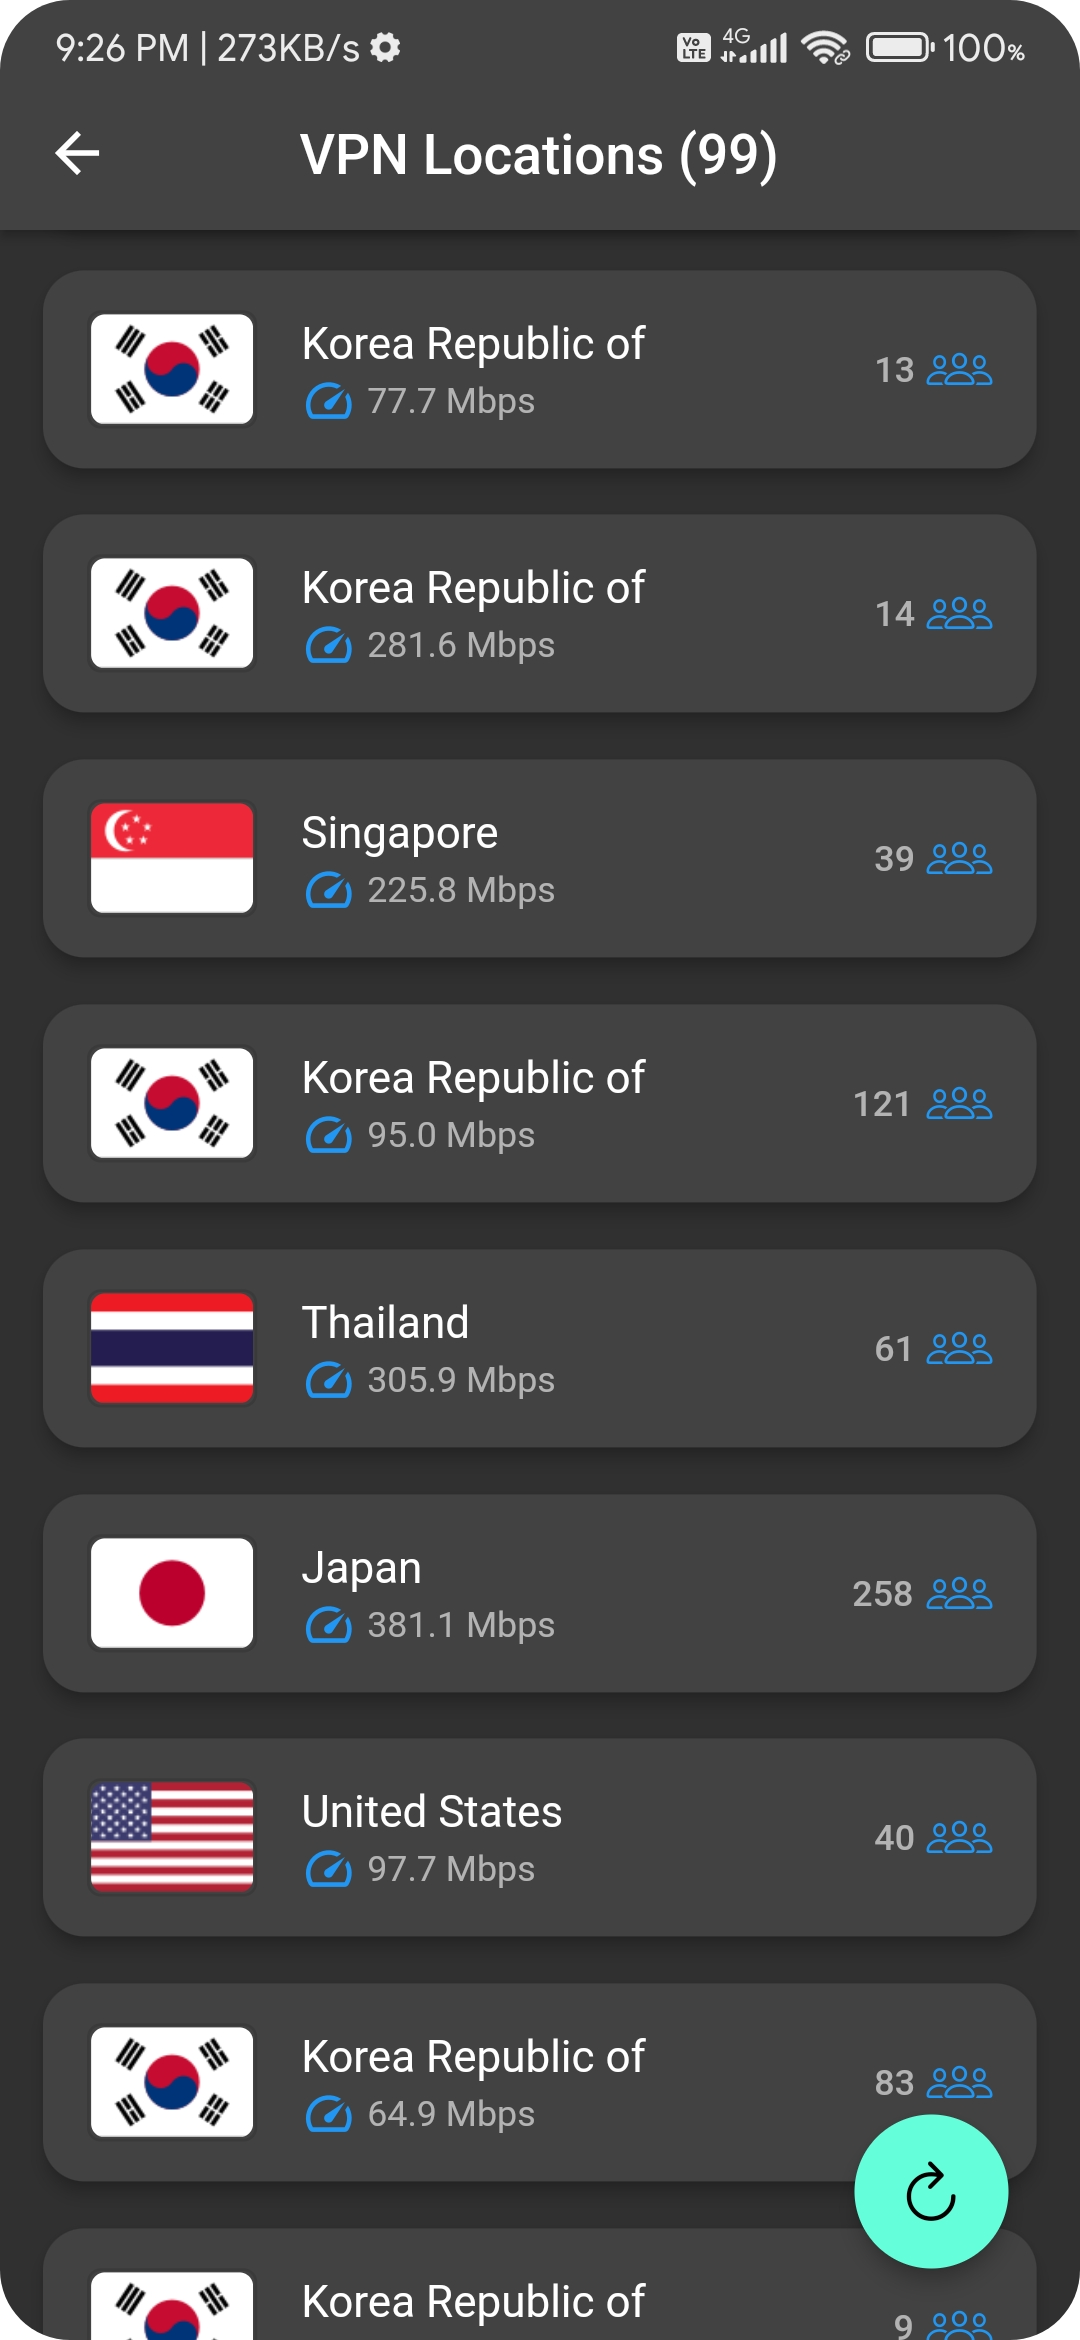 9:26 PM | 273KB/s
Vo LTE 4G 100%
VPN Locations (99)
Korea Republic of
77.7 Mbps
13
Korea Republic of
281.6 Mbps
14
Singapore
225.8 Mbps
39
Korea Republic of
95.0 Mbps
121
Thailand
305.9 Mbps
61
Japan
381.1 Mbps
258
United States
97.7 Mbps
40
Korea Republic of
64.9 Mbps
83
Korea Republic of
9